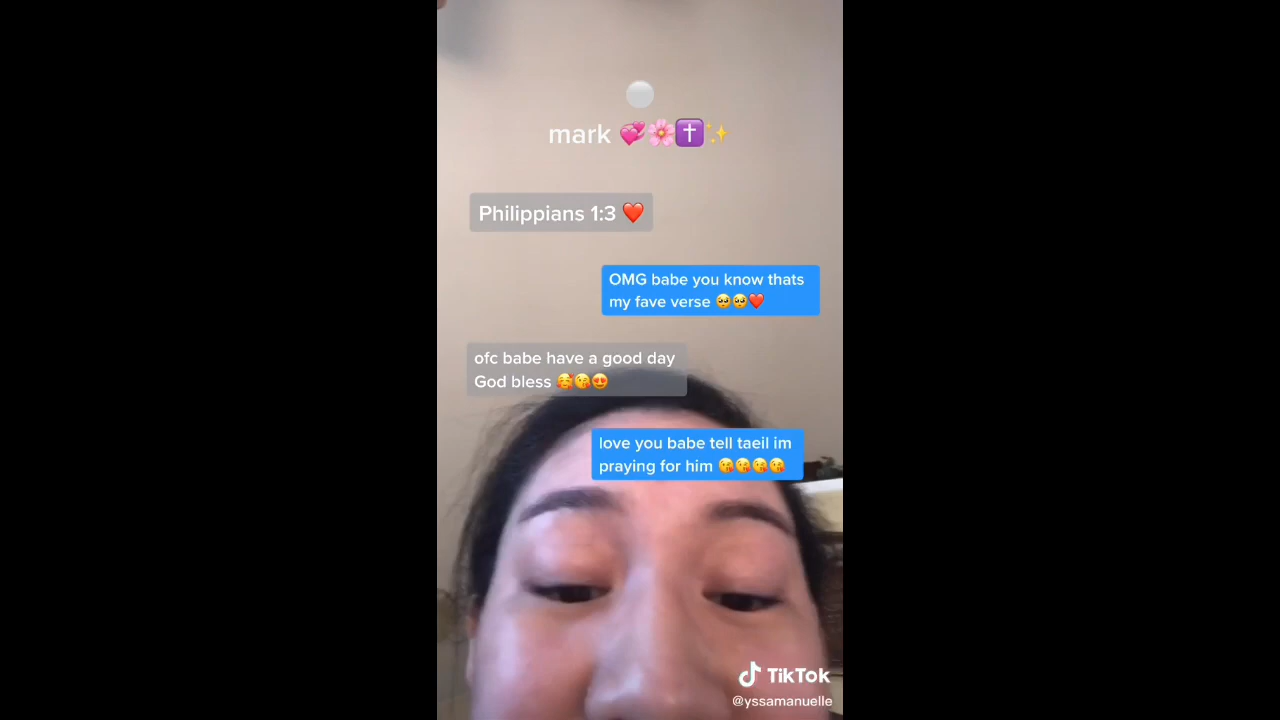 mark 💞🌸✝️✨
Philippians 1:3 ❤️
OMG babe you know thats
my fave verse 🥺🥺❤️
ofc babe have a good day
God bless 🥰😘😍
love you babe tell taeil im
praying for him 😘😘😘😘
TikTok
@yssamanuelle